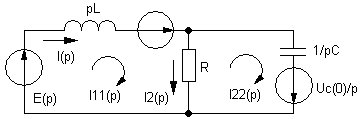 pL
I(p)
1/pC
R
E(p)
I11(p)
I2(p)
I22(p)
Uc(0)/p